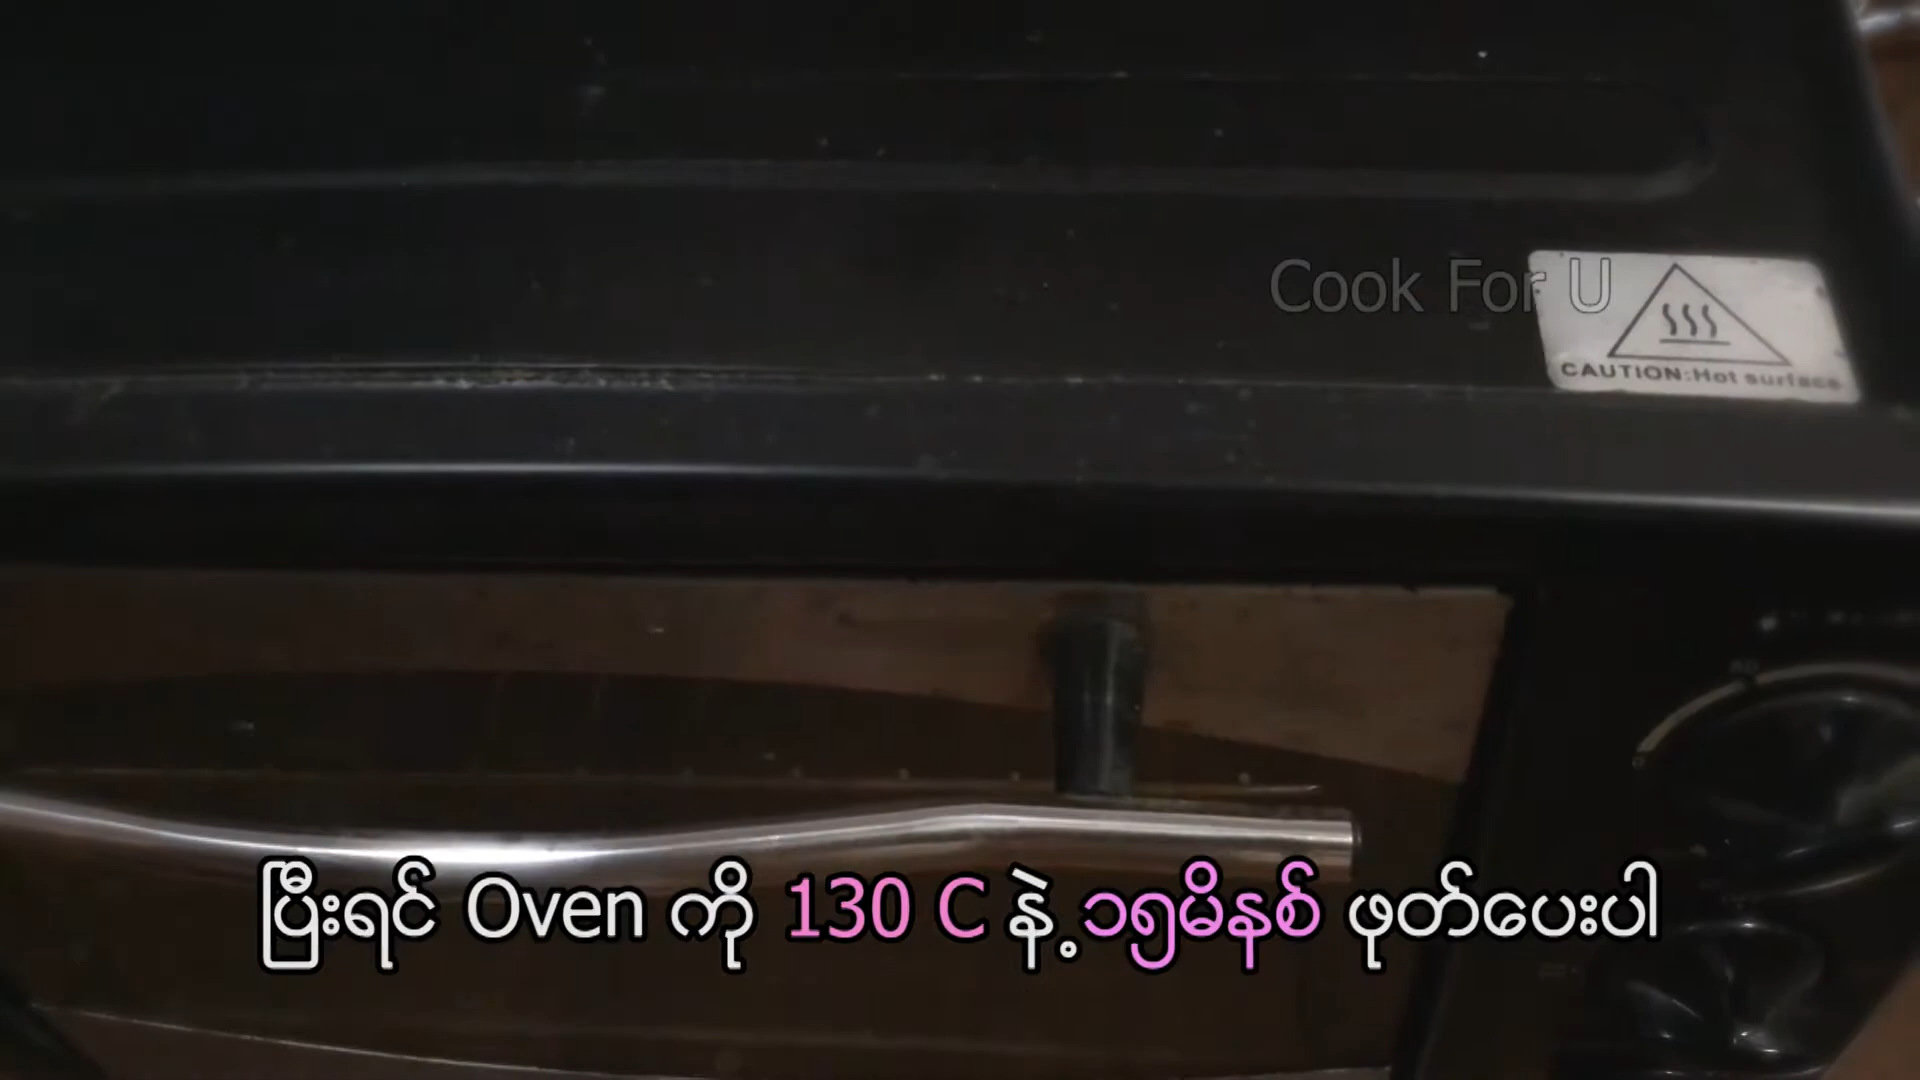 Cook For U
CAUTION:Hot surface
ပြီးရင် Oven ကို 130 C နဲ့ ၁၅မိနစ် ဖုတ်ပေးပါ